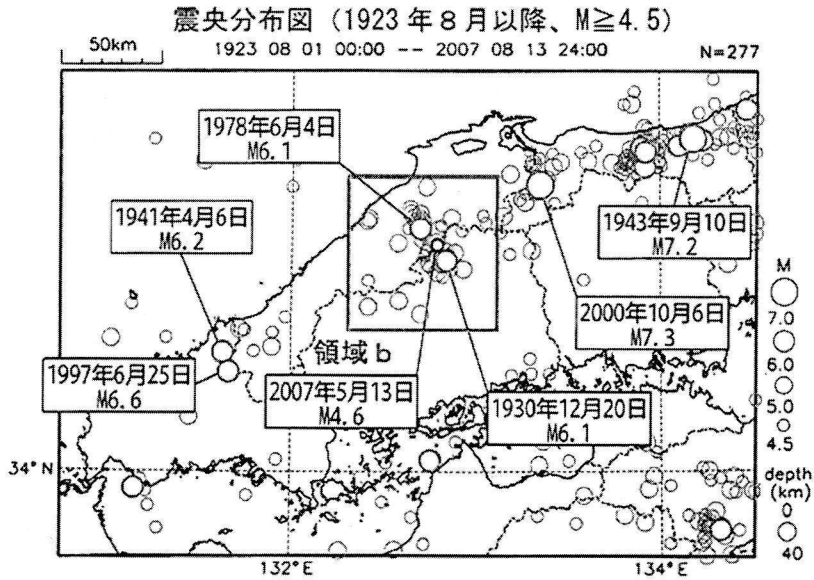 震央分布図（1923年８月以降、M≧4.5）
50km
1923 08 01 00:00 -- 2007 08 13 24:00
N=277
1978年6月4日
M6.1
1941年4月6日
M6.2
1943年9月10日
M7.2
2000年10月6日
M7.3
領域ｂ
1997年6月25日
M6.6
2007年5月13日
M4.6
1930年12月20日
M6.1
M
7.0
6.0
5.0
4.5
34°N
depth
(km)
0
40
132°E
134°E